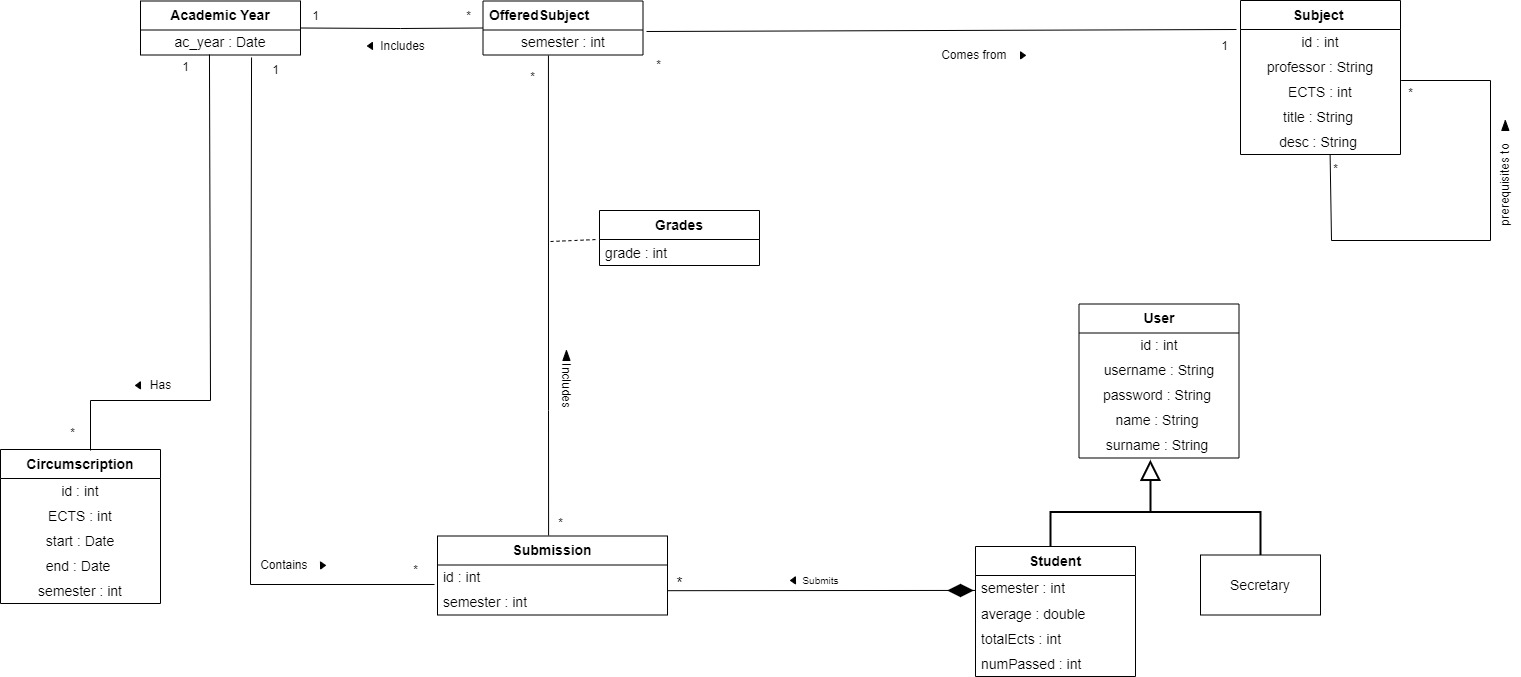 Academic Year
ac_year : Date
1
*
Includes
OfferedSubject
semester : int
*
*
Comes from
1
Subject
id : int
professor : String
ECTS : int
title : String
desc : String
*
*
prerequisites to
1
1
Grades
grade : int
Includes
*
Has
*
Circumscription
id : int
ECTS : int
start : Date
end : Date
semester : int
Contains
*
Submission
id : int
semester : int
*
Submits
User
id : int
username : String
password : String
name : String
surname : String
Student
semester : int
average : double
totalEcts : int
numPassed : int
Secretary